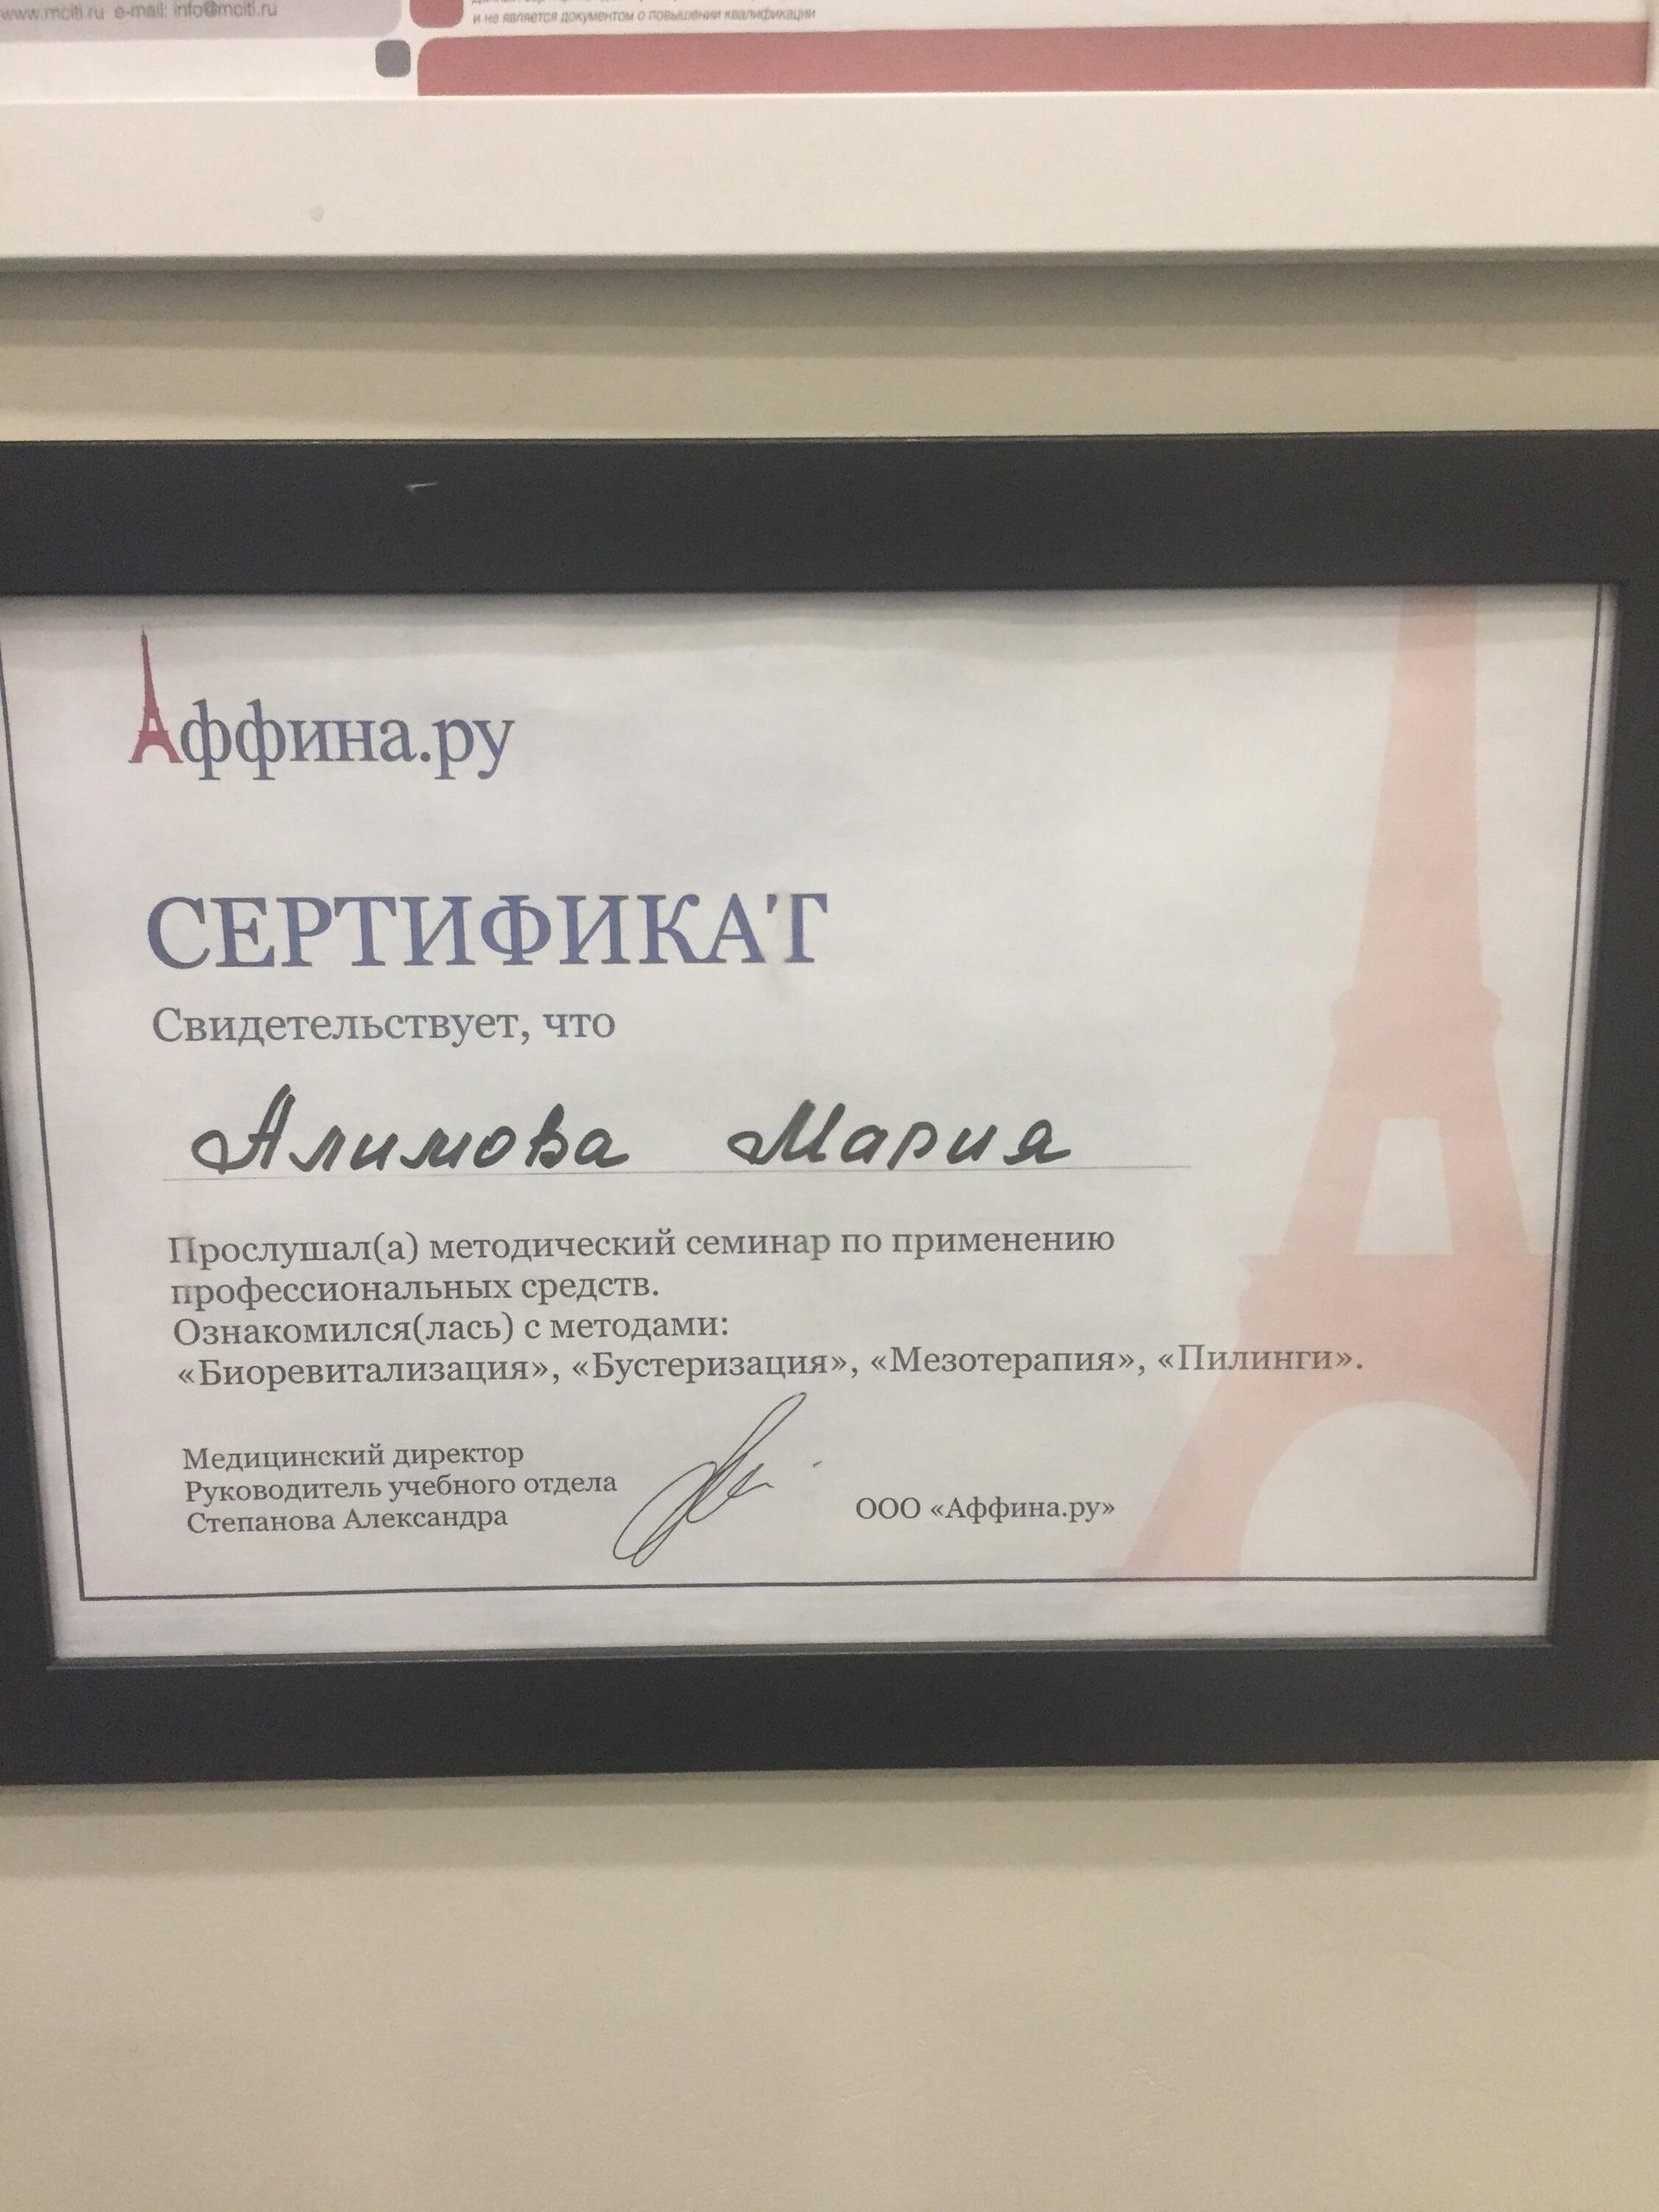 www.mciti.ru e-mail: info@mciti.ru
и не является документом о повышении квалификации
Аффина.ру
СЕРТИФИКАТ
Свидетельствует, что
Алимова Мария
Прослушал(а) методический семинар по применению
профессиональных средств.
Ознакомился(лась) с методами:
«Биоревитализация», «Бустеризация», «Мезотерапия», «Пилинги».
Медицинский директор
Руководитель учебного отдела
Степанова Александра
ООО «Аффина.ру»